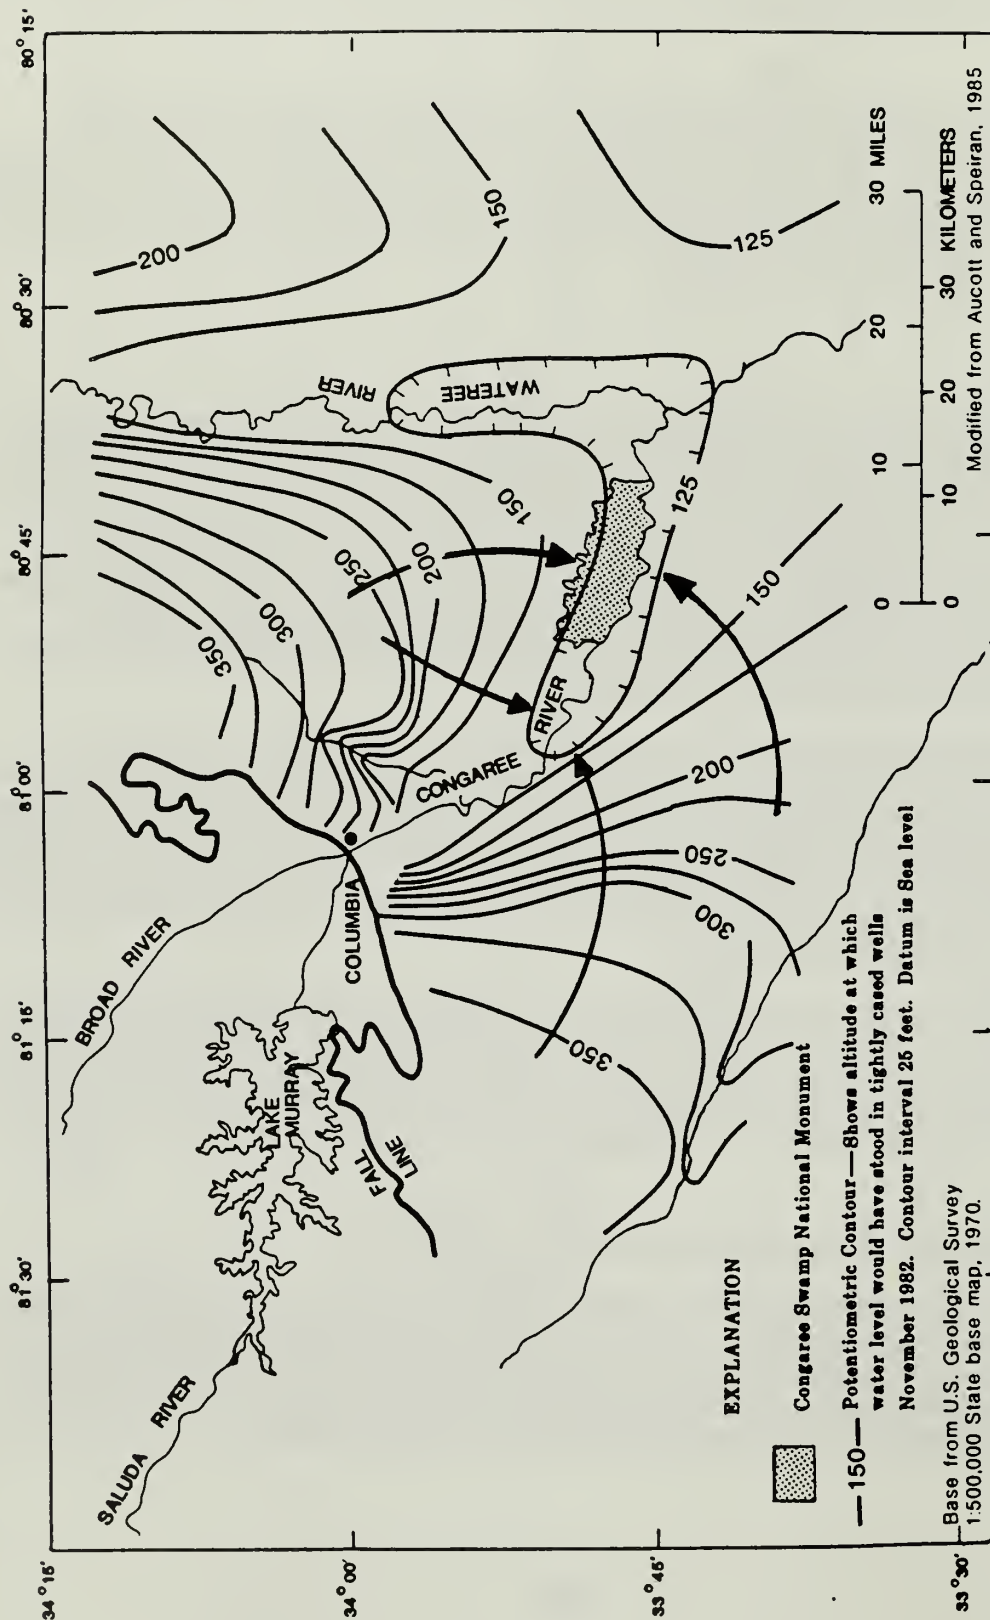 81°30'
81°15'
81°00'
80°45'
80°30'
80°15'
34°15'
34°00'
33°45'
33°30'
SALUDA RIVER
BROAD RIVER
LAKE
MURRAY
FALL
LINE
COLUMBIA
CONGAREE
RIVER
WATEREE
RIVER
350
300
250
200
150
200
150
125
125
150
200
250
300
350
EXPLANATION
Congaree Swamp National Monument
—150— Potentiometric Contour—Shows altitude at which
water level would have stood in tightly cased wells
November 1982. Contour interval 25 feet. Datum is Sea level
0 10 20 30 MILES
0 10 20 30 KILOMETERS
Base from U.S. Geological Survey
1:500,000 State base map, 1970.
Modified from Aucott and Speiran, 1985